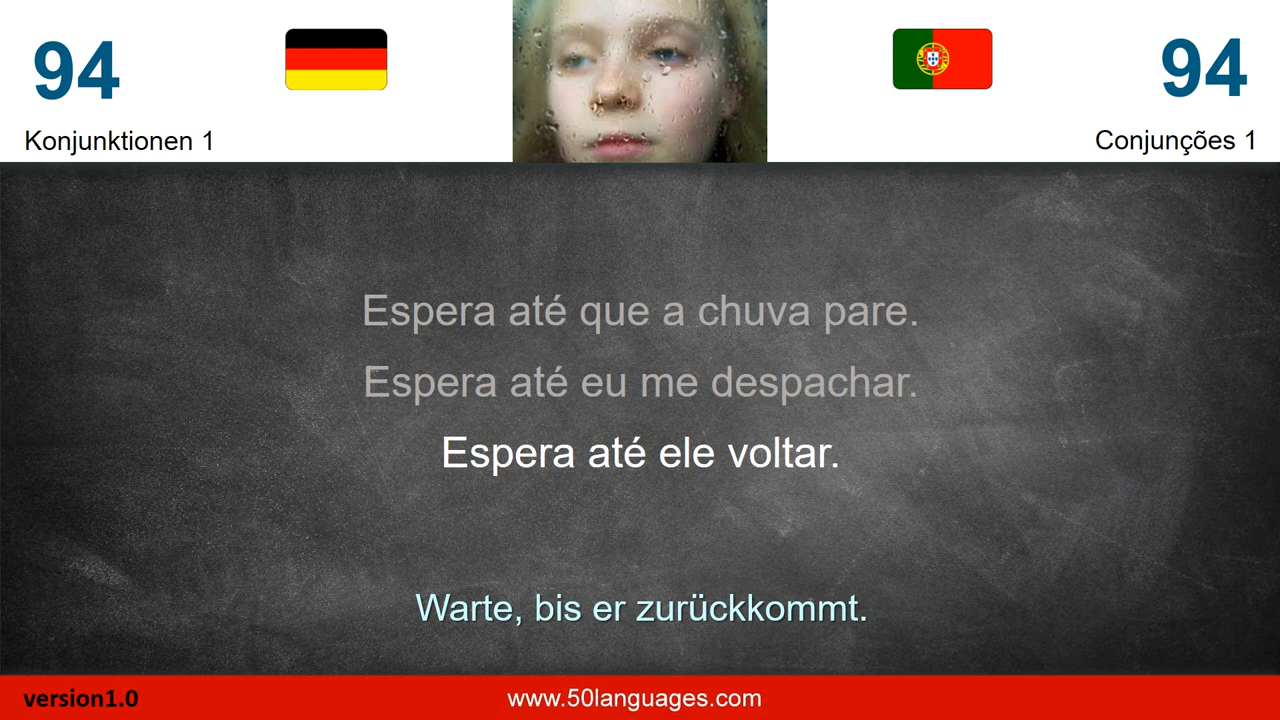 94
94
Konjunktionen 1
Conjunções 1
Espera até que a chuva pare.
Espera até eu me despachar.
Espera até ele voltar.
Warte, bis er zurückkommt.
version1.0
www.50languages.com